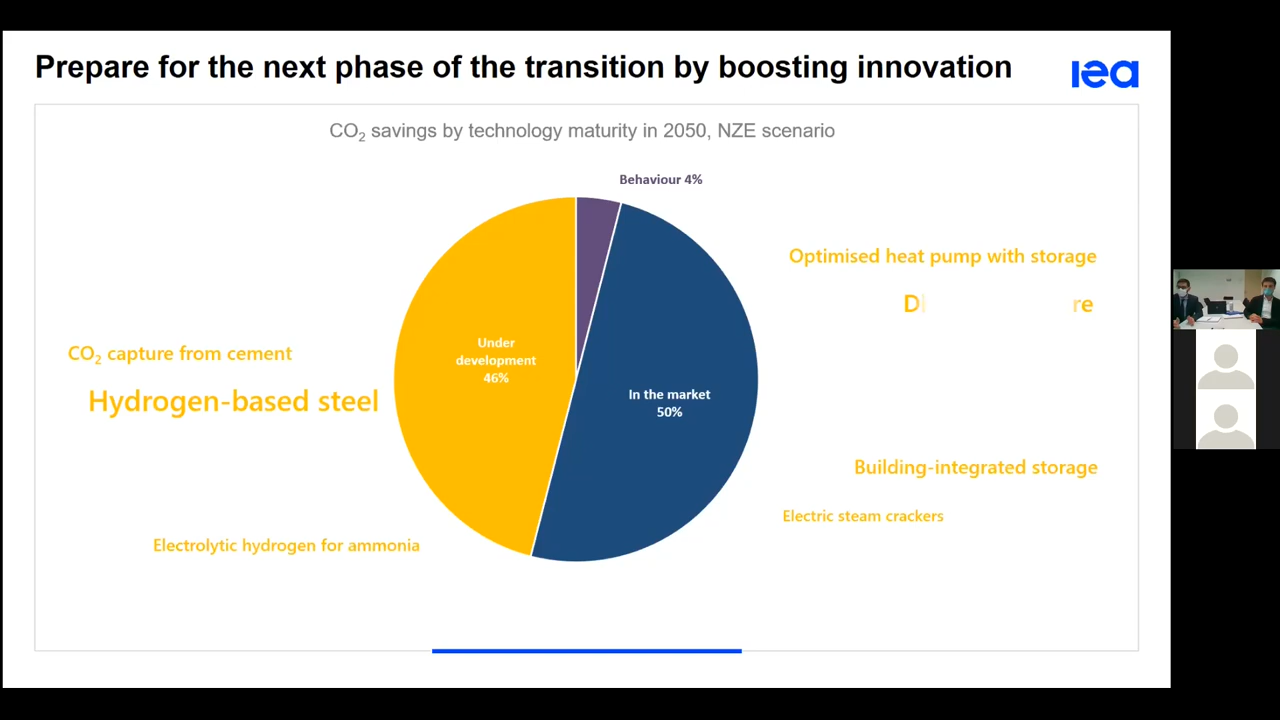 Prepare for the next phase of the transition by boosting innovation
iea
CO₂ savings by technology maturity in 2050, NZE scenario
Behaviour 4%
Optimised heat pump with storage
Under
development
46%
CO₂ capture from cement
Hydrogen-based steel
In the market
50%
Building-integrated storage
Electric steam crackers
Electrolytic hydrogen for ammonia